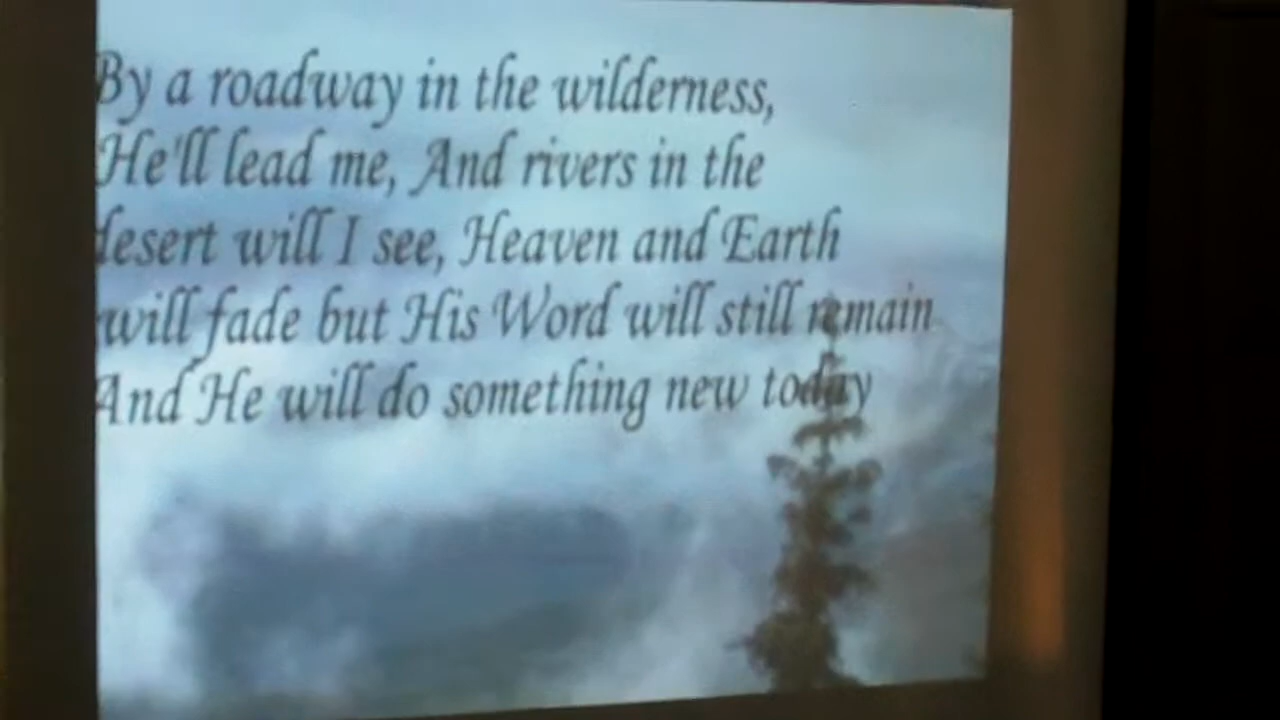 By a roadway in the wilderness,
He'll lead me, And rivers in the
desert will I see, Heaven and Earth
will fade but His Word will still remain
And He will do something new today